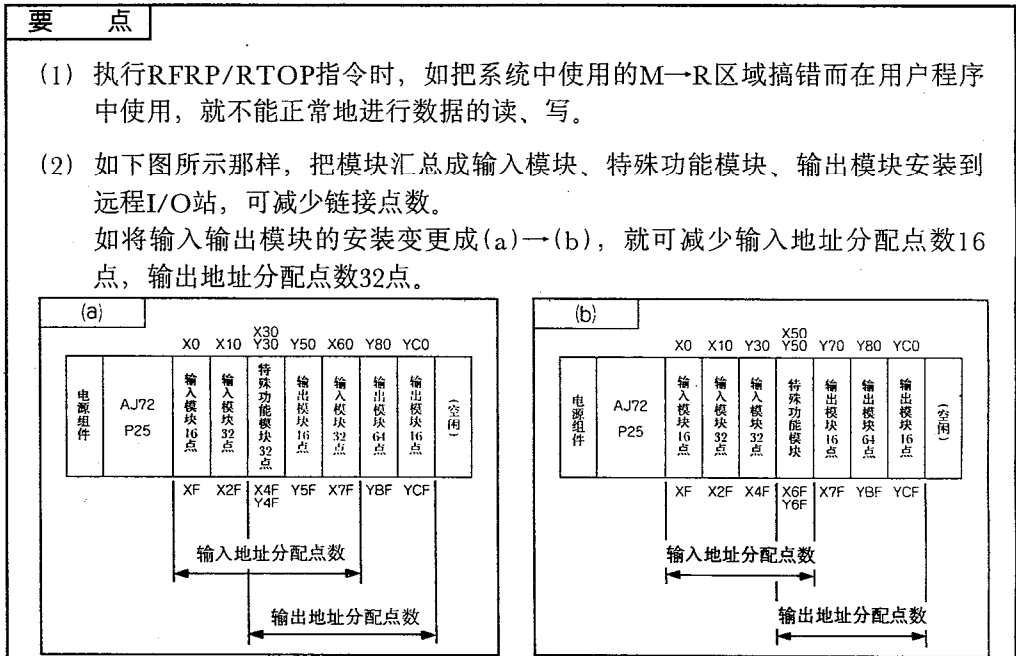 要 点
(1) 执行RFRP/RTOP指令时，如把系统中使用的M→R区域搞错而在用户程序
中使用，就不能正常地进行数据的读、写。
(2) 如下图所示那样，把模块汇总成输入模块、特殊功能模块、输出模块安装到
远程I/O站，可减少链接点数。
如将输入输出模块的安装变更成(a)→(b)，就可减少输入地址分配点数16
点，输出地址分配点数32点。
(a)
X30
X0 X10 Y30 Y50 X60 Y80 YC0
电源组件
AJ72
P25
输入模块16点
输入模块32点
特殊功能模块32点
输出模块16点
输入模块32点
输出模块64点
输出模块16点
(空闲)
XF X2F X4F Y5F X7F YBF YCF
Y4F
输入地址分配点数
输出地址分配点数
(b)
X50
X0 X10 Y30 Y50 Y70 Y80 YC0
电源组件
AJ72
P25
输入模块16点
输入模块32点
输入模块32点
特殊功能模块
输出模块16点
输出模块64点
输出模块16点
(空闲)
XF X2F X4F X6F X7F YBF YCF
Y6F
输入地址分配点数
输出地址分配点数